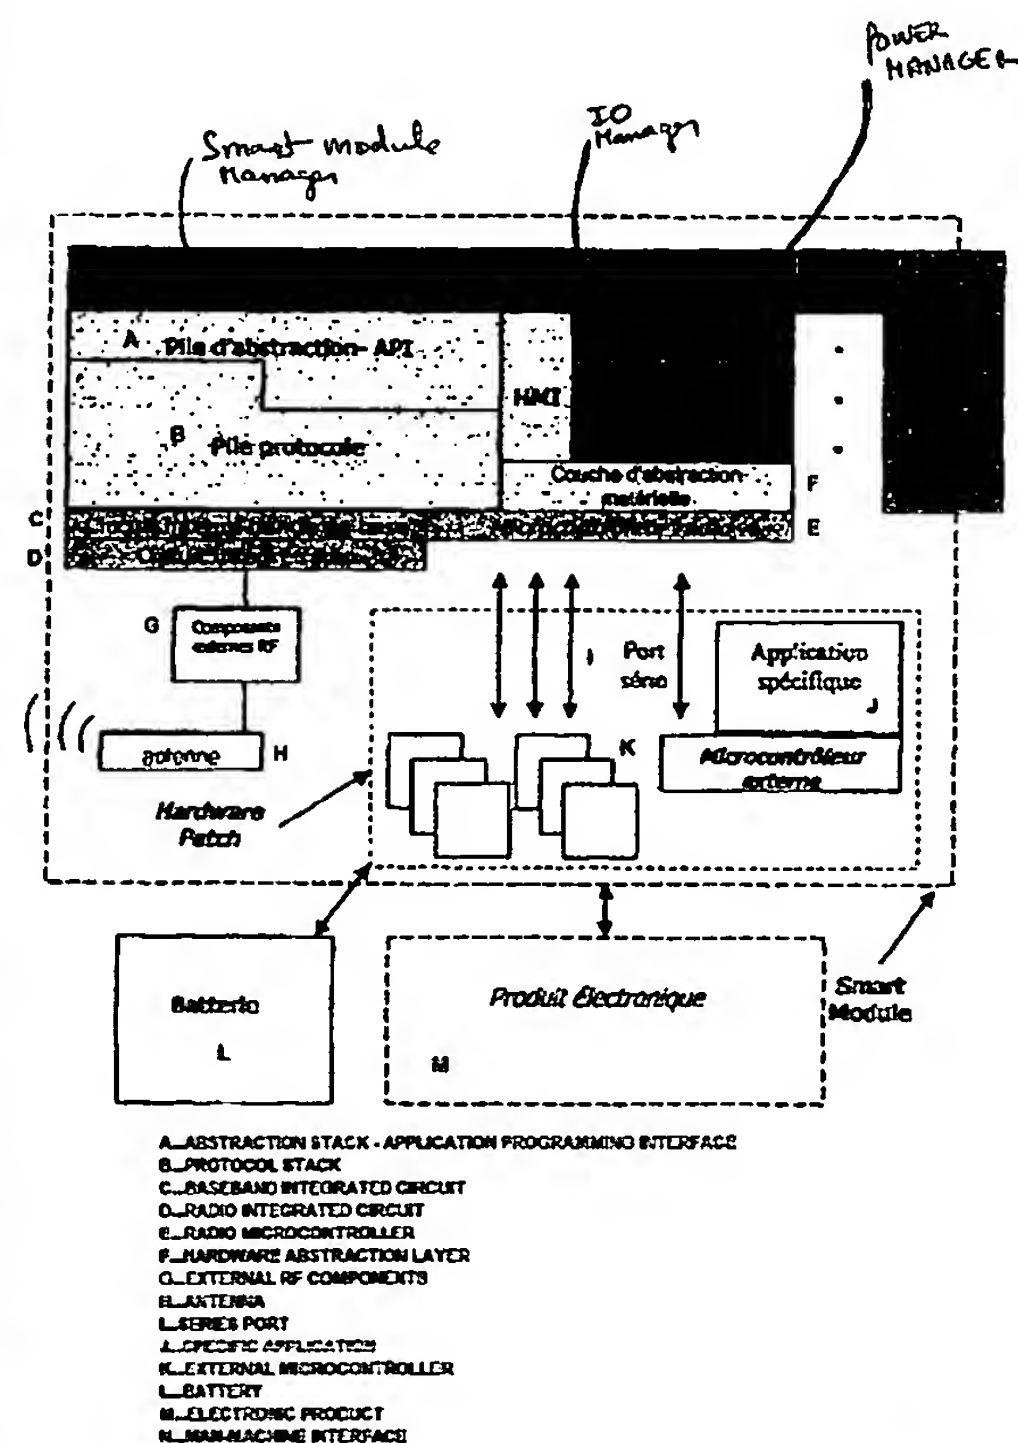 POWER
MANAGER
IO
Manager
Smart module
Manager
A Pile d'abstraction- API
HMI
B Pile protocole
Couche d'abstraction
matérielle
F
C
E
D
G
Composants
externes RF
I
Port
série
Application
spécifique
J
antenne
H
K
Microcontrôleur
externe
Hardware
Patch
Batterie
L
Produit Électronique
M
Smart
Module
A...ABSTRACTION STACK - APPLICATION PROGRAMMING INTERFACE
B...PROTOCOL STACK
C...BASEBAND INTEGRATED CIRCUIT
D...RADIO INTEGRATED CIRCUIT
E...RADIO MICROCONTROLLER
F...HARDWARE ABSTRACTION LAYER
G...EXTERNAL RF COMPONENTS
H...ANTENNA
I...SERIES PORT
J...SPECIFIC APPLICATION
K...EXTERNAL MICROCONTROLLER
L...BATTERY
M...ELECTRONIC PRODUCT
N...MAN-MACHINE INTERFACE